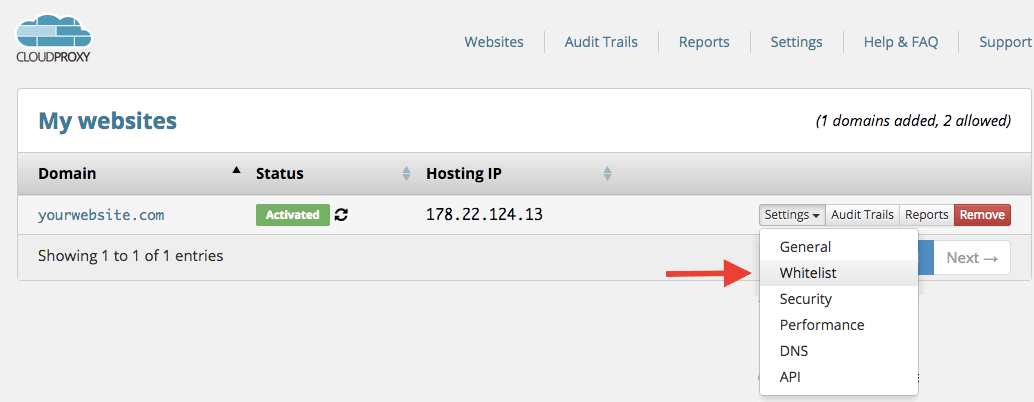 CLOUDPROXY
Websites Audit Trails Reports Settings Help & FAQ Support
My websites (1 domains added, 2 allowed)
Domain Status Hosting IP
yourwebsite.com Activated 178.22.124.13 Settings Audit Trails Reports Remove
Showing 1 to 1 of 1 entries Next →
General
Whitelist
Security
Performance
DNS
API